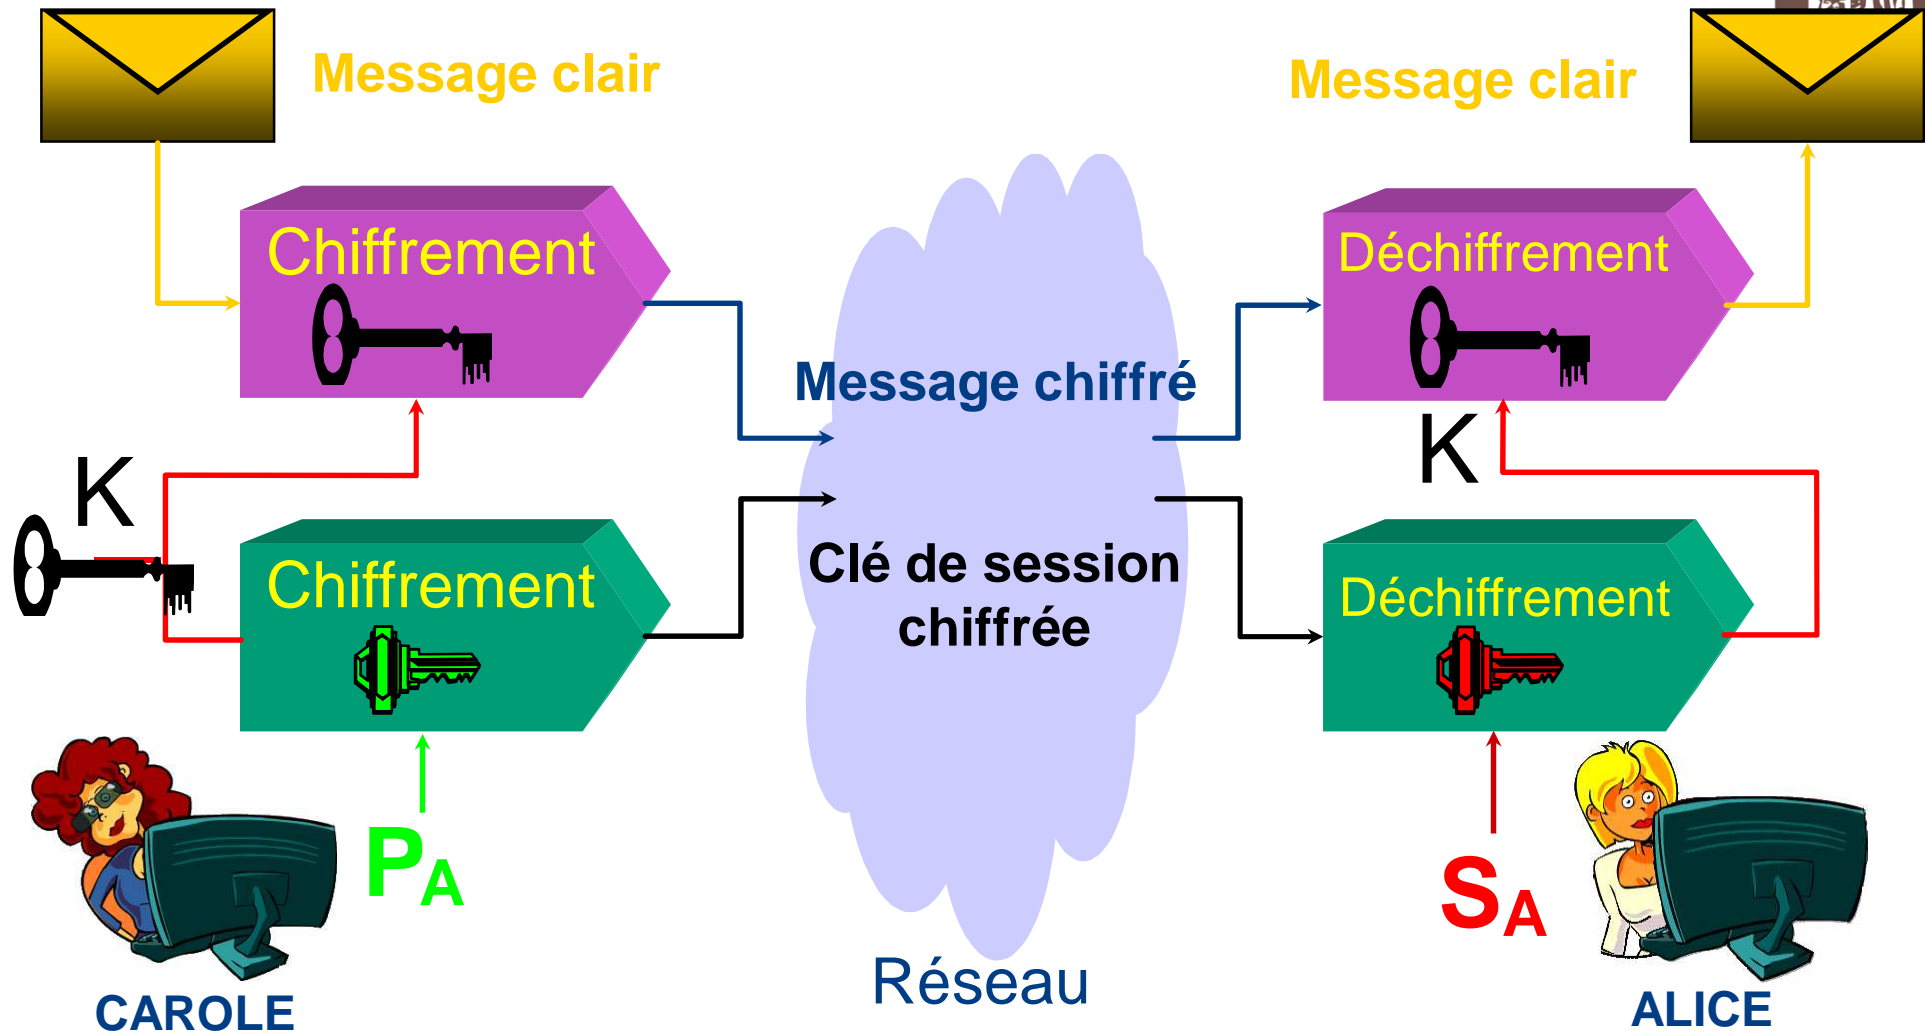 Message clair
Message clair
Chiffrement
Déchiffrement
Message chiffré
K
K
Clé de session
chiffrée
Chiffrement
Déchiffrement
PA
SA
Réseau
CAROLE
ALICE